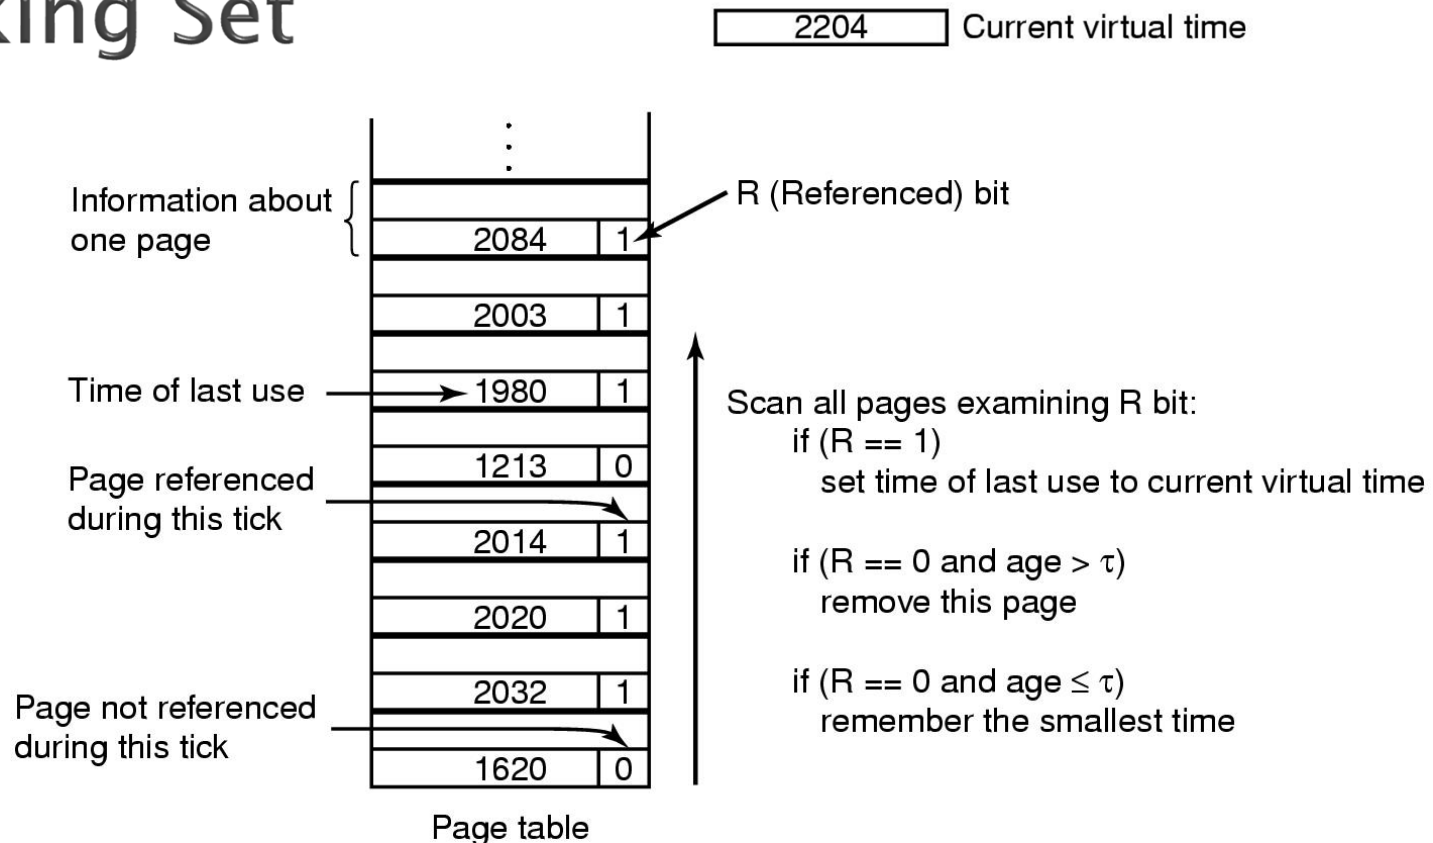 king Set
2204 Current virtual time
Information about
one page
R (Referenced) bit
2084 1
2003 1
Time of last use
1980 1
1213 0
Page referenced
during this tick
2014 1
2020 1
2032 1
Page not referenced
during this tick
1620 0
Page table
Scan all pages examining R bit:
if (R == 1)
set time of last use to current virtual time
if (R == 0 and age > τ)
remove this page
if (R == 0 and age ≤ τ)
remember the smallest time